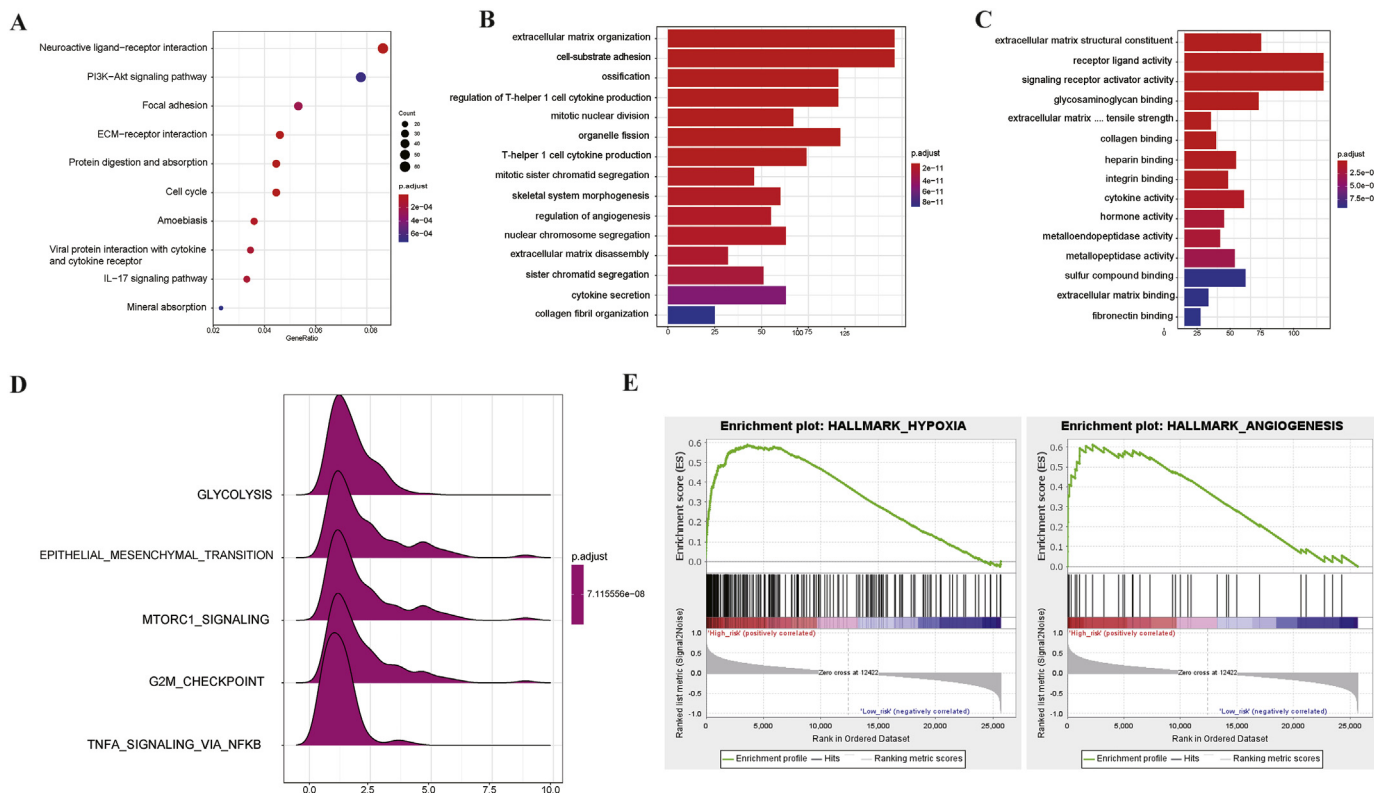 A
Neuroactive ligand−receptor interaction
PI3K−Akt signaling pathway
Focal adhesion
ECM−receptor interaction
Protein digestion and absorption
Cell cycle
Amoebiasis
Viral protein interaction with cytokine
and cytokine receptor
IL−17 signaling pathway
Mineral absorption
0.02 0.04 0.06 0.08
GeneRatio
Count
20
30
40
50
60
p.adjust
2e−04
4e−04
6e−04
B
extracellular matrix organization
cell-substrate adhesion
ossification
regulation of T-helper 1 cell cytokine production
mitotic nuclear division
organelle fission
T-helper 1 cell cytokine production
mitotic sister chromatid segregation
skeletal system morphogenesis
regulation of angiogenesis
nuclear chromosome segregation
extracellular matrix disassembly
sister chromatid segregation
cytokine secretion
collagen fibril organization
0 25 50 100 75 125
p.adjust
2e−11
4e−11
6e−11
8e−11
C
extracellular matrix structural constituent
receptor ligand activity
signaling receptor activator activity
glycosaminoglycan binding
extracellular matrix .... tensile strength
collagen binding
heparin binding
integrin binding
cytokine activity
hormone activity
metalloendopeptidase activity
metallopeptidase activity
sulfur compound binding
extracellular matrix binding
fibronectin binding
0 25 50 75 100
p.adjust
2.5e−0
5.0e−0
7.5e−0
D
GLYCOLYSIS
EPITHELIAL_MESENCHYMAL_TRANSITION
MTORC1_SIGNALING
G2M_CHECKPOINT
TNFA_SIGNALING_VIA_NFKB
0.0 2.5 5.0 7.5 10.0
p.adjust
7.115556e−08
E
Enrichment plot: HALLMARK_HYPOXIA
Enrichment score (ES)
0.6
0.5
0.4
0.3
0.2
0.1
0.0
'High_risk' (positively correlated)
Ranked list metric (Signal2Noise)
1.0
0.5
0.0
-0.5
-1.0
Zero cross at 12422
'Low_risk' (negatively correlated)
0 5,000 10,000 15,000 20,000 25,000
Rank in Ordered Dataset
Enrichment profile Hits Ranking metric scores
Enrichment plot: HALLMARK_ANGIOGENESIS
Enrichment score (ES)
0.6
0.5
0.4
0.3
0.2
0.1
0.0
'High_risk' (positively correlated)
Ranked list metric (Signal2Noise)
1.0
0.5
0.0
-0.5
-1.0
Zero cross at 12422
'Low_risk' (negatively correlated)
0 5,000 10,000 15,000 20,000 25,000
Rank in Ordered Dataset
Enrichment profile Hits Ranking metric scores